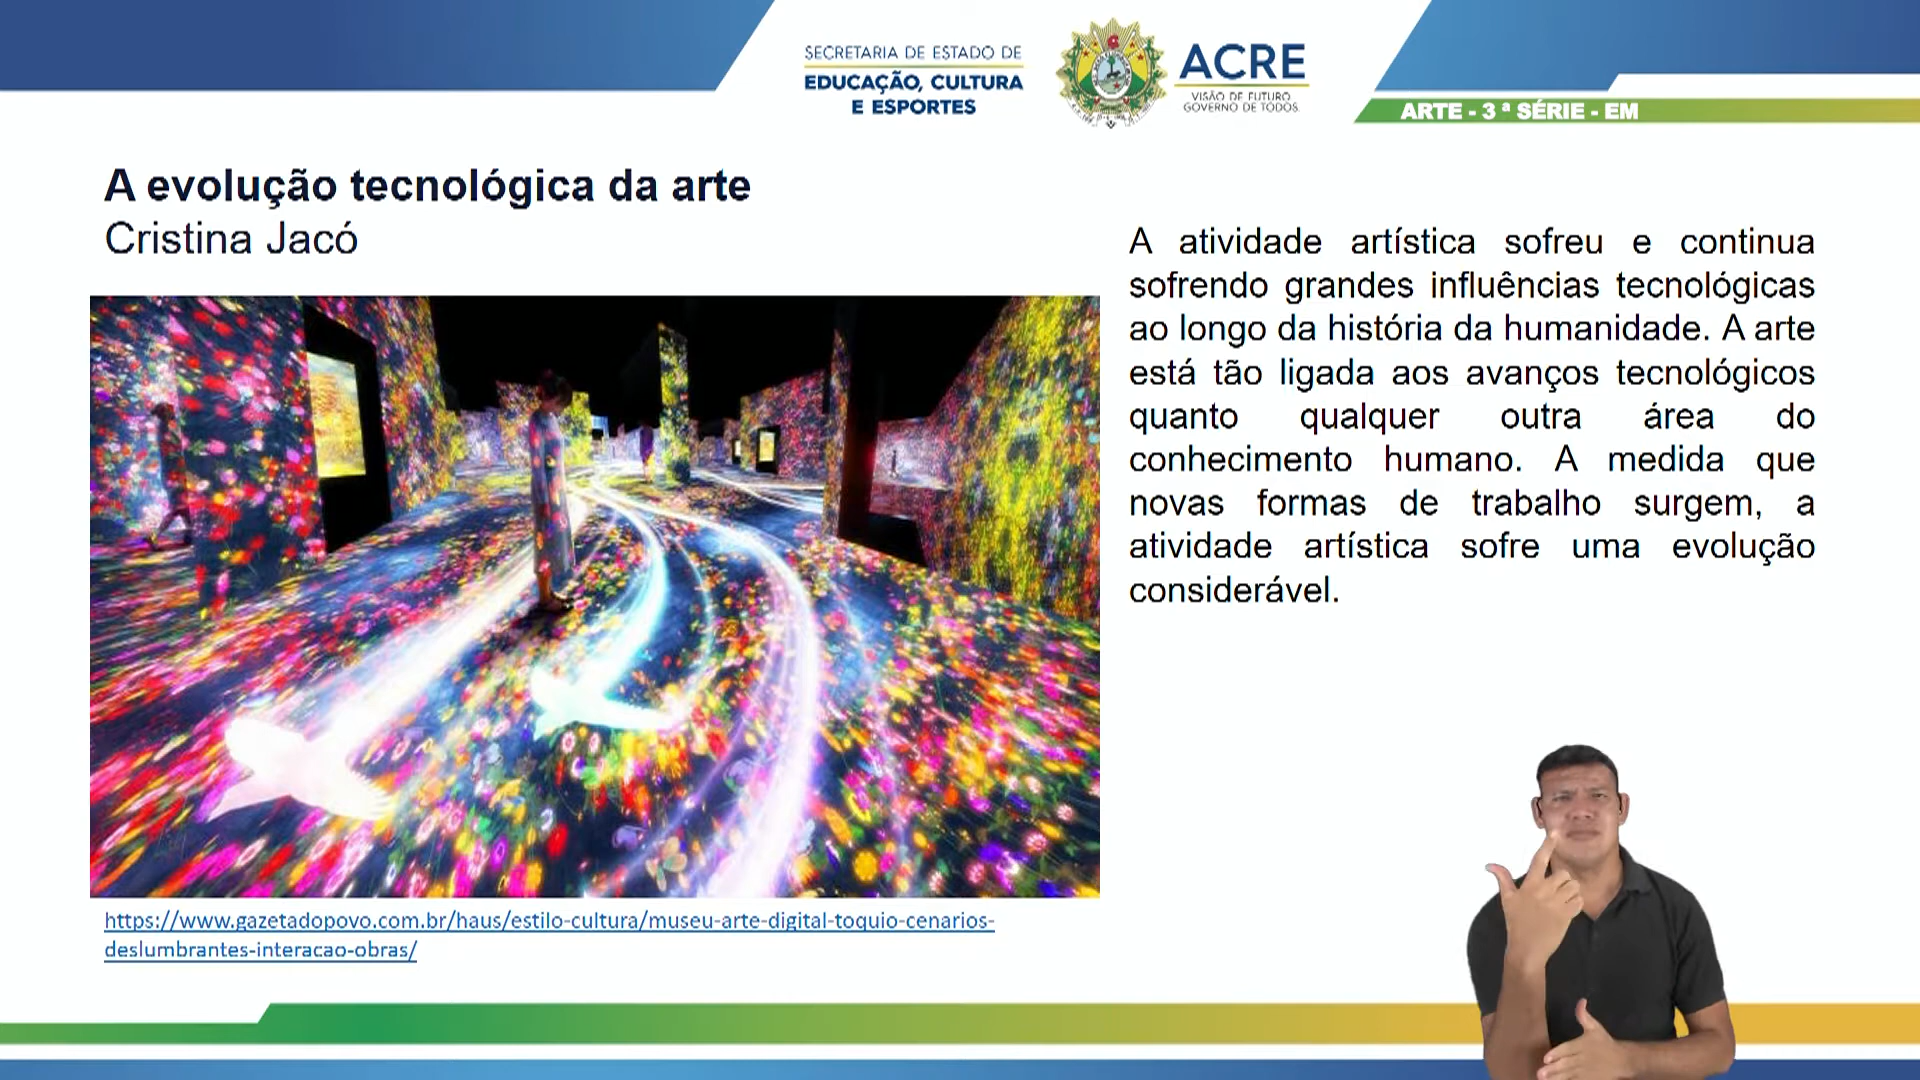 SECRETARIA DE ESTADO DE
EDUCAÇÃO, CULTURA
E ESPORTES
ACRE
VISÃO DE FUTURO
GOVERNO DE TODOS
ARTE - 3 ª SÉRIE - EM
A evolução tecnológica da arte
Cristina Jacó
A atividade artística sofreu e continua
sofrendo grandes influências tecnológicas
ao longo da história da humanidade. A arte
está tão ligada aos avanços tecnológicos
quanto qualquer outra área do
conhecimento humano. A medida que
novas formas de trabalho surgem, a
atividade artística sofre uma evolução
considerável.
https://www.gazetadopovo.com.br/haus/estilo-cultura/museu-arte-digital-toquio-cenarios-
deslumbrantes-interacao-obras/